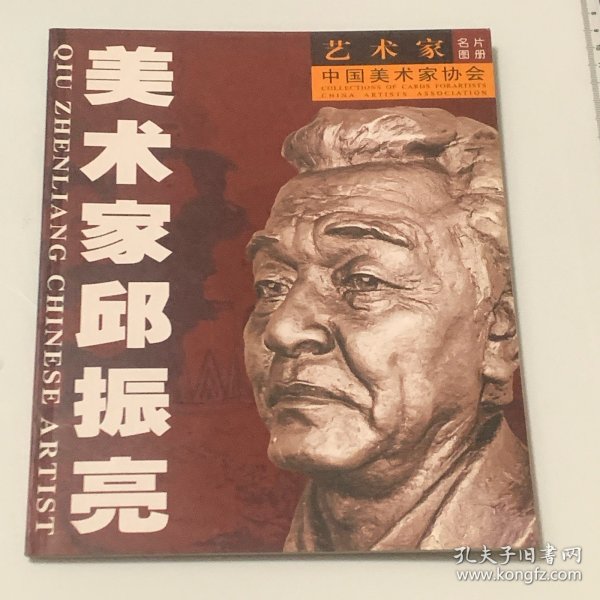 艺术家 名片图册
中国美术家协会
COLLECTIONS OF CARDS FORARTISTS
CHINA ARTISTS ASSOCIATION
美术家邱振亮
QIU ZHENLIANG CHINESE ARTIST
孔夫子旧书网
www.kongfz.com